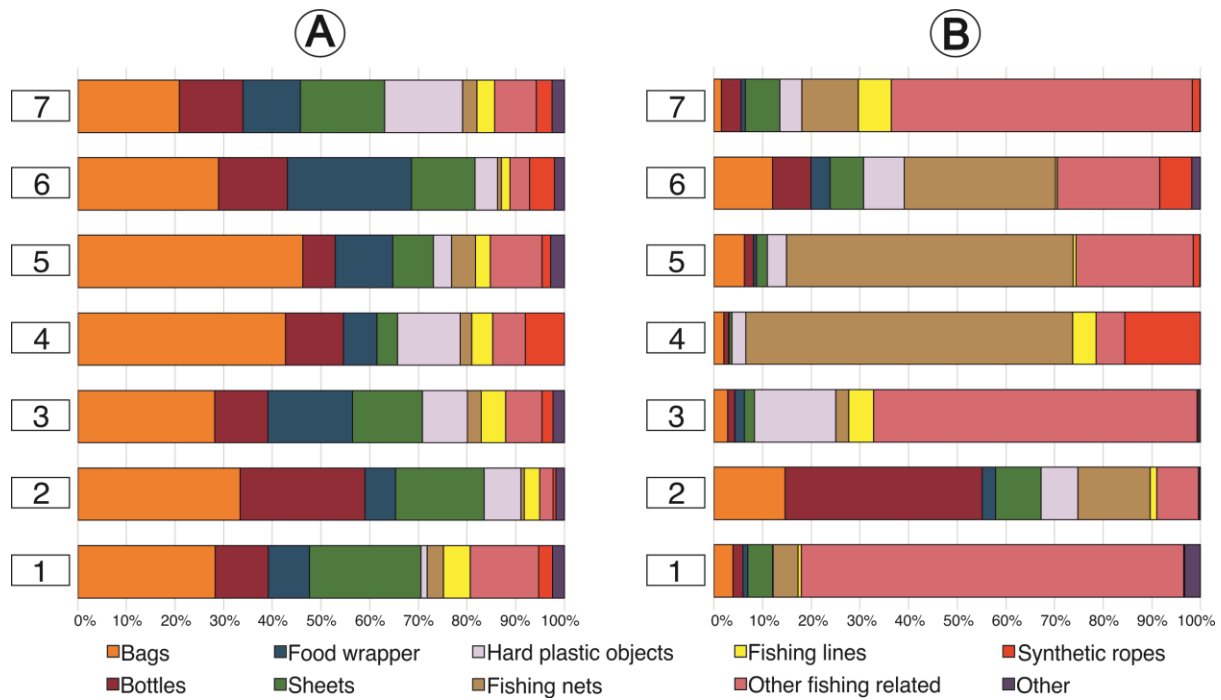 A B
7 7
6 6
5 5
4 4
3 3
2 2
1 1
0% 10% 20% 30% 40% 50% 60% 70% 80% 90% 100% 0% 10% 20% 30% 40% 50% 60% 70% 80% 90% 100%
Bags Food wrapper Hard plastic objects Fishing lines Synthetic ropes
Bottles Sheets Fishing nets Other fishing related Other